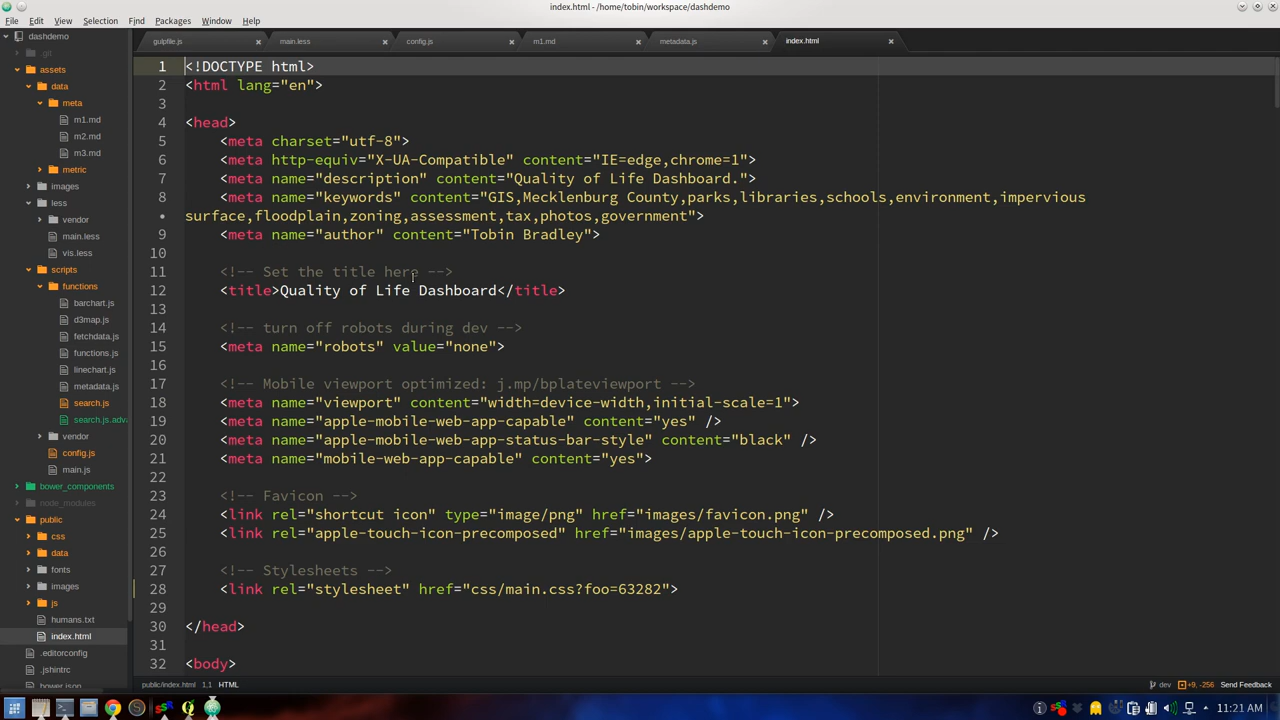 index.html - /home/tobin/workspace/dashdemo
File Edit View Selection Find Packages Window Help
dashdemo
.git
assets
data
meta
m1.md
m2.md
m3.md
metric
images
less
vendor
main.less
vis.less
scripts
functions
barchart.js
d3map.js
fetchdata.js
functions.js
linechart.js
metadata.js
search.js
search.js.adva
vendor
config.js
main.js
bower_components
node_modules
public
css
data
fonts
images
js
humans.txt
index.html
.editorconfig
.jshintrc
bower.json
gulpfile.js main.less config.js m1.md metadata.js index.html
1 <!DOCTYPE html>
2 <html lang="en">
3
4 <head>
5 <meta charset="utf-8">
6 <meta http-equiv="X-UA-Compatible" content="IE=edge,chrome=1">
7 <meta name="description" content="Quality of Life Dashboard.">
8 <meta name="keywords" content="GIS,Mecklenburg County,parks,libraries,schools,environment,impervious
• surface,floodplain,zoning,assessment,tax,photos,government">
9 <meta name="author" content="Tobin Bradley">
10
11 <!-- Set the title here -->
12 <title>Quality of Life Dashboard</title>
13
14 <!-- turn off robots during dev -->
15 <meta name="robots" value="none">
16
17 <!-- Mobile viewport optimized: j.mp/bplateviewport -->
18 <meta name="viewport" content="width=device-width,initial-scale=1">
19 <meta name="apple-mobile-web-app-capable" content="yes" />
20 <meta name="apple-mobile-web-app-status-bar-style" content="black" />
21 <meta name="mobile-web-app-capable" content="yes">
22
23 <!-- Favicon -->
24 <link rel="shortcut icon" type="image/png" href="images/favicon.png" />
25 <link rel="apple-touch-icon-precomposed" href="images/apple-touch-icon-precomposed.png" />
26
27 <!-- Stylesheets -->
28 <link rel="stylesheet" href="css/main.css?foo=63282">
29
30 </head>
31
32 <body>
public/index.html 1,1 HTML dev +9, -256 Send Feedback
11:21 AM